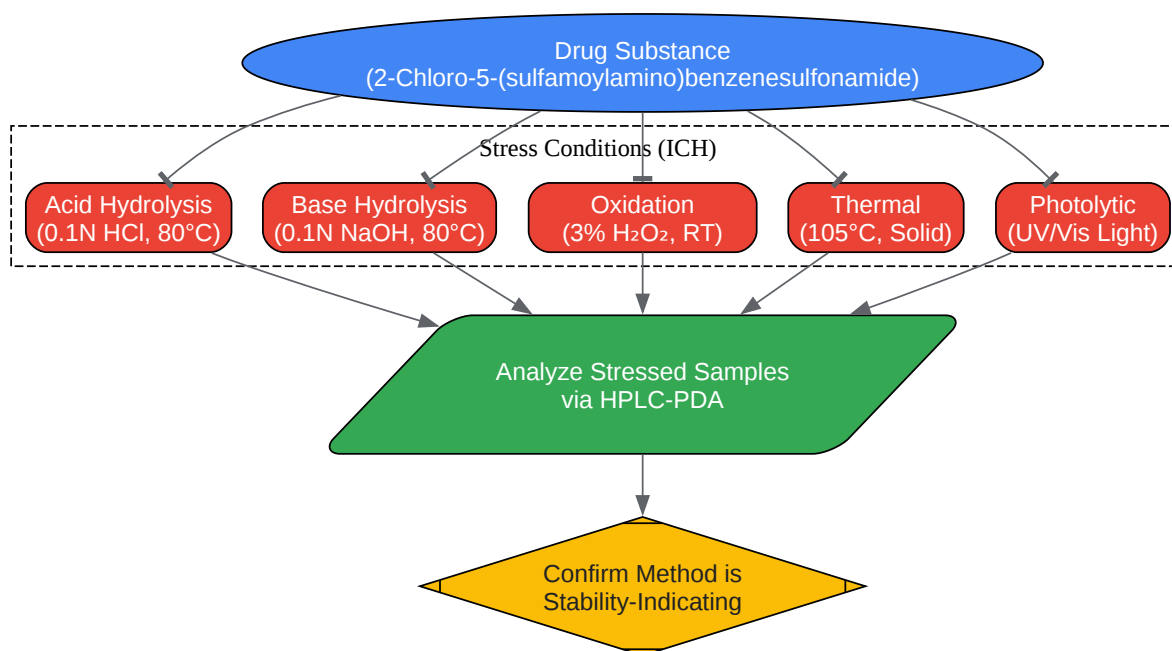 Drug Substance
(2-Chloro-5-(sulfamoylamino)benzenesulfonamide)
Stress Conditions (ICH)
Acid Hydrolysis
(0.1N HCl, 80°C)
Base Hydrolysis
(0.1N NaOH, 80°C)
Oxidation
(3% H₂O₂, RT)
Thermal
(105°C, Solid)
Photolytic
(UV/Vis Light)
Analyze Stressed Samples
via HPLC-PDA
Confirm Method is
Stability-Indicating